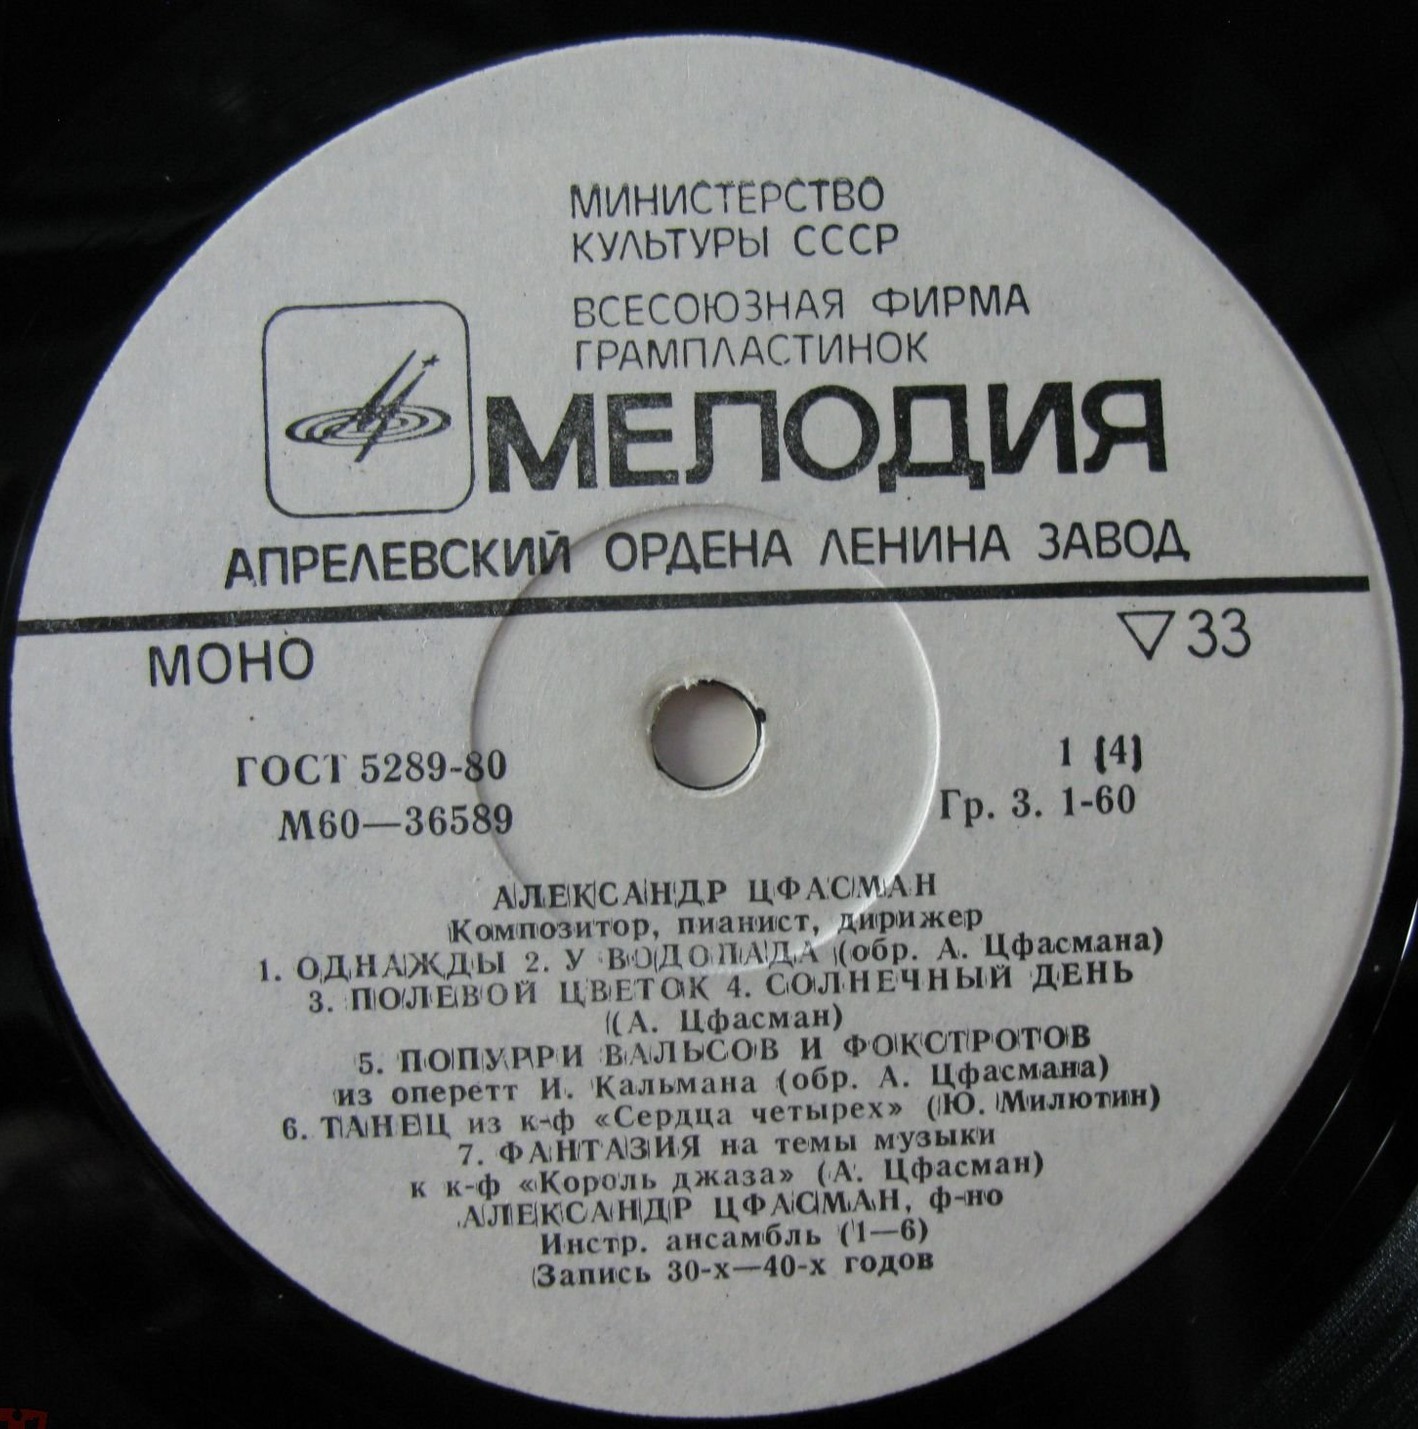 МИНИСТЕРСТВО
КУЛЬТУРЫ СССР
ВСЕСОЮЗНАЯ ФИРМА
ГРАМПЛАСТИНОК
МЕЛОДИЯ
АПРЕЛЕВСКИЙ ОРДЕНА ЛЕНИНА ЗАВОД
МОНО ▽33
ГОСТ 5289-80 1 (4)
М60—36589 Гр. 3. 1-60
АЛЕКСАНДР ЦФАСМАН
Композитор, пианист, дирижер
1. ОДНАЖДЫ 2. У ВОДОПАДА (обр. А. Цфасмана)
3. ПОЛЕВОЙ ЦВЕТОК 4. СОЛНЕЧНЫЙ ДЕНЬ
(А. Цфасман)
5. ПОПУРРИ ВАЛЬСОВ И ФОКСТРОТОВ
из оперетт И. Кальмана (обр. А. Цфасмана)
6. ТАНЕЦ из к-ф «Сердца четырех» (Ю. Милютин)
7. ФАНТАЗИЯ на темы музыки
к к-ф «Король джаза» (А. Цфасман)
АЛЕКСАНДР ЦФАСМАН, ф-но
Инстр. ансамбль (1—6)
Запись 30-х—40-х годов